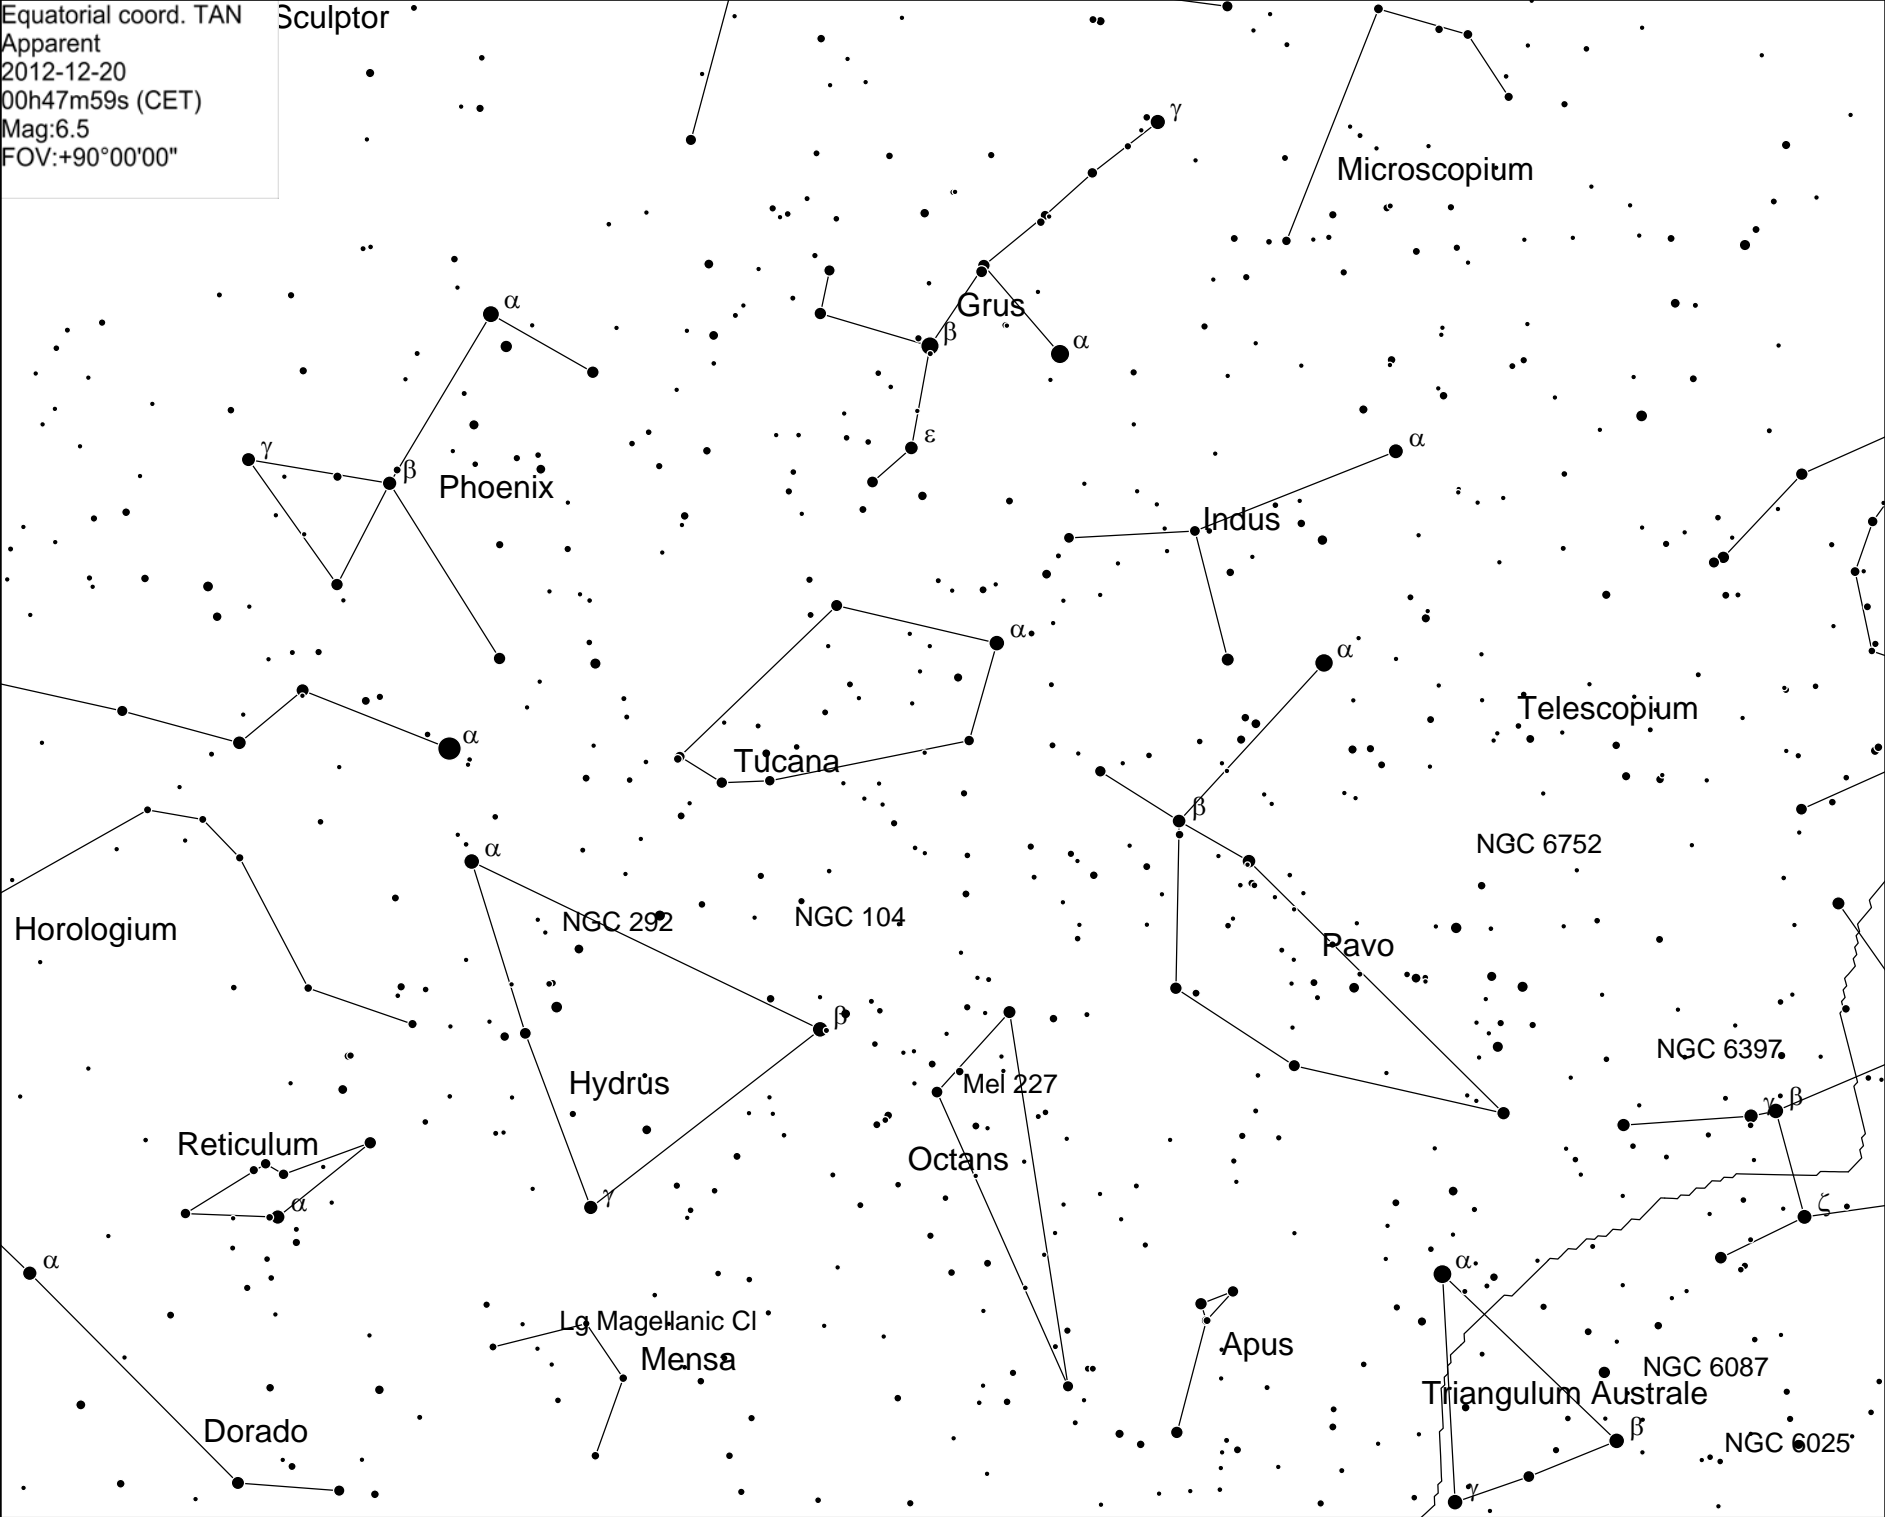 Equatorial coord. TAN
Apparent
2012-12-20
00h47m59s (CET)
Mag:6.5
FOV:+90°00'00"
Sculptor
γ
Microscopium
α
Grus
β
α
ε
α
γ
β
Phoenix
Indus
α
α
α
Telescopium
α
Tucana
β
NGC 6752
α
NGC 292
NGC 104
Horologium
Pavo
β
NGC 6397
Hydrus
Mel 227
γ β
Reticulum
Octans
α
γ
ζ
α
α
Lg Magellanic Cl
Mensa
Apus
NGC 6087
Triangulum Australe
Dorado
β
NGC 6025
γ